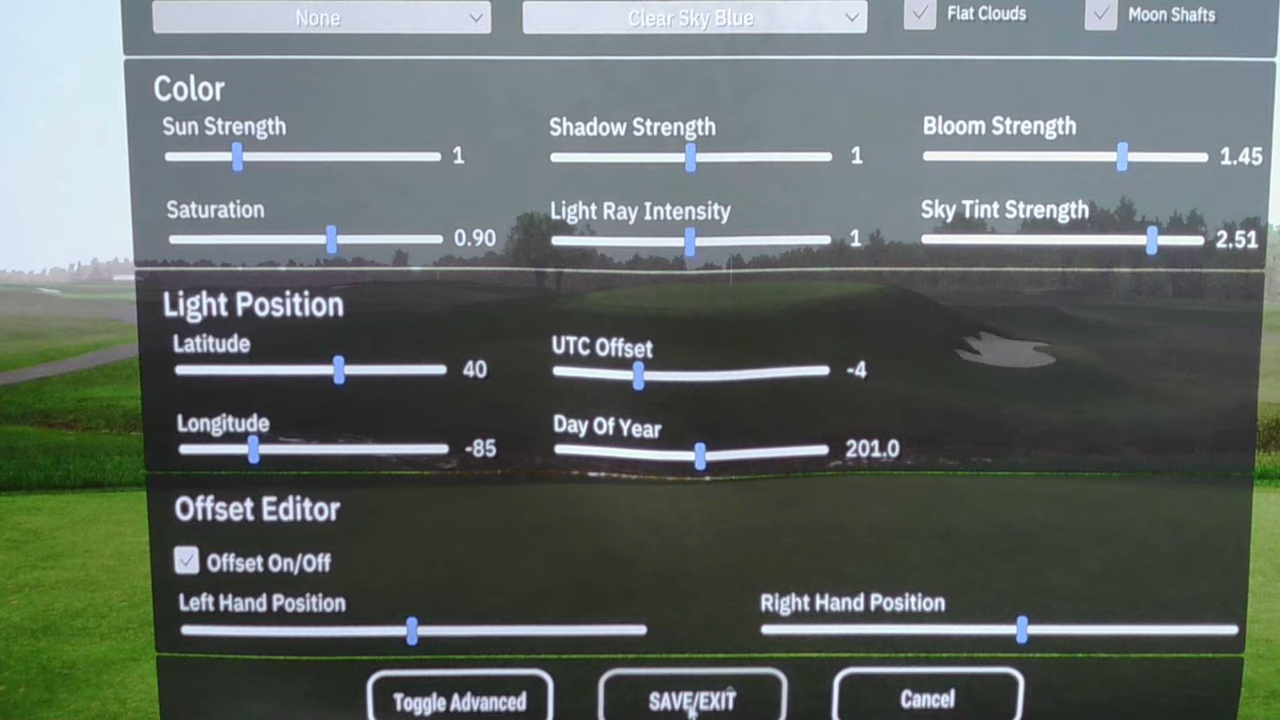 None Clear Sky Blue Flat Clouds Moon Shafts
Color
Sun Strength Shadow Strength Bloom Strength
1 1 1.45
Saturation Light Ray Intensity Sky Tint Strength
0.90 1 2.51
Light Position
Latitude UTC Offset
40 -4
Longitude Day Of Year
-85 201.0
Offset Editor
Offset On/Off
Left Hand Position Right Hand Position
Toggle Advanced SAVE/EXIT Cancel